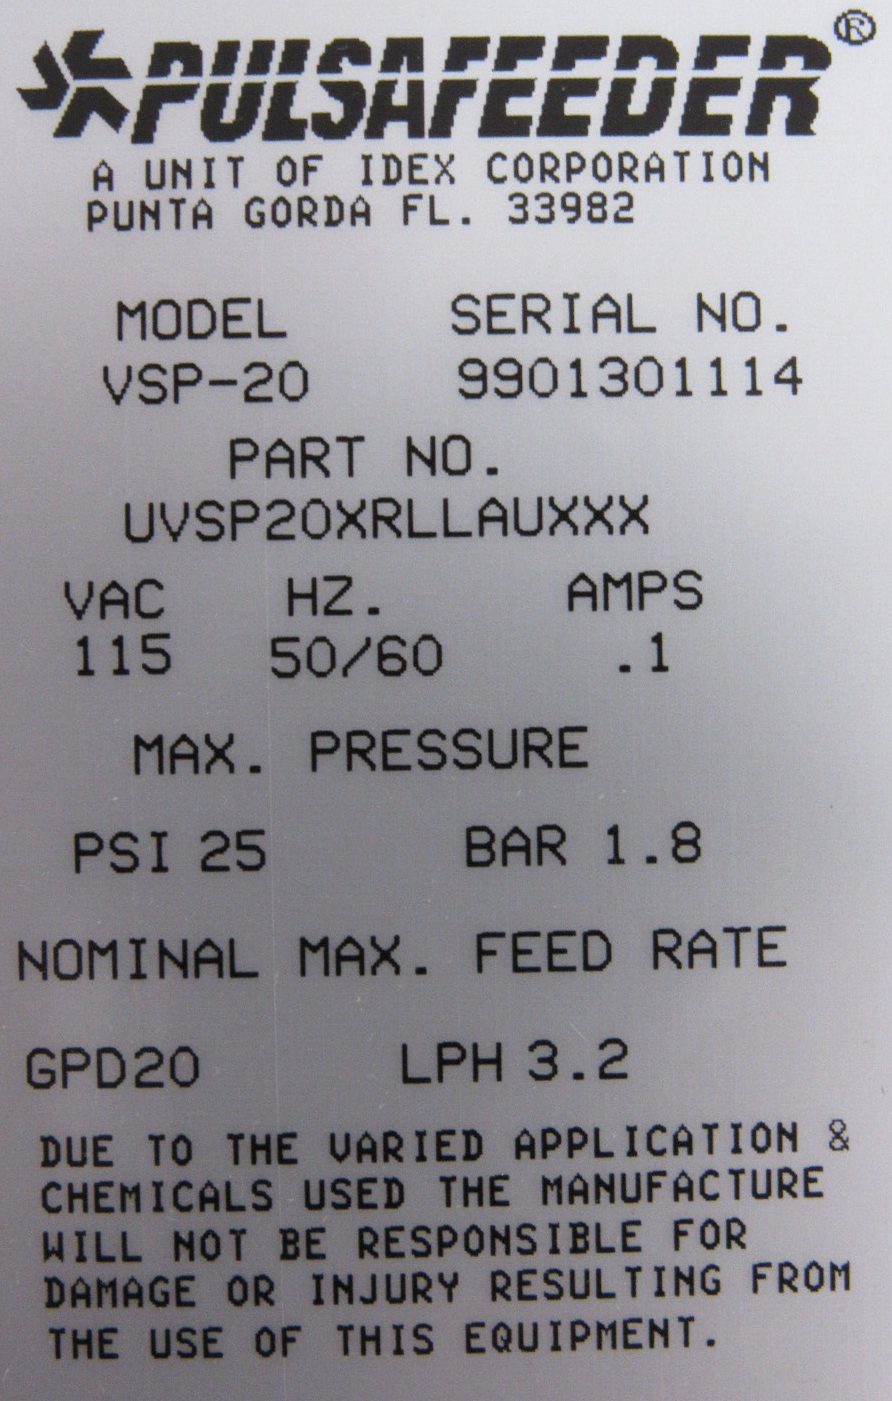 PULSAFEEDER®
A UNIT OF IDEX CORPORATION
PUNTA GORDA FL. 33982
MODEL SERIAL NO.
VSP-20 9901301114
PART NO.
UVSP20XRLLAUXXX
VAC HZ. AMPS
115 50/60 .1
MAX. PRESSURE
PSI 25 BAR 1.8
NOMINAL MAX. FEED RATE
GPD20 LPH 3.2
DUE TO THE VARIED APPLICATION &
CHEMICALS USED THE MANUFACTURE
WILL NOT BE RESPONSIBLE FOR
DAMAGE OR INJURY RESULTING FROM
THE USE OF THIS EQUIPMENT.